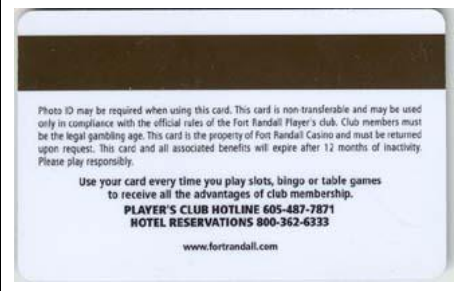 Photo ID may be required when using this card. This card is non-transferable and may be used
only in compliance with the official rules of the Fort Randall Player's club. Club members must
be the legal gambling age. This card is the property of Fort Randall Casino and must be returned
upon request. This card and all associated benefits will expire after 12 months of inactivity.
Please play responsibly.
Use your card every time you play slots, bingo or table games
to receive all the advantages of club membership.
PLAYER'S CLUB HOTLINE 605-487-7871
HOTEL RESERVATIONS 800-362-6333
www.fortrandall.com